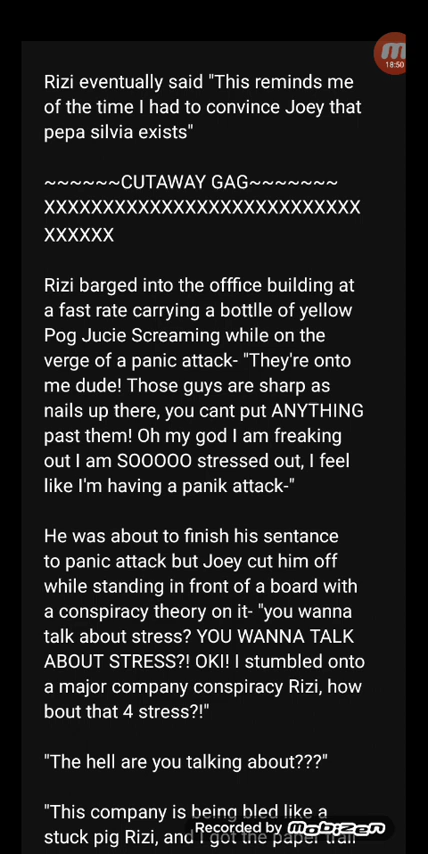 18:50
Rizi eventually said "This reminds me
of the time I had to convince Joey that
pepa silvia exists"
~~~~~~CUTAWAY GAG~~~~~~~
XXXXXXXXXXXXXXXXXXXXXXXXXXX
XXXXXX
Rizi barged into the offfice building at
a fast rate carrying a bottlle of yellow
Pog Jucie Screaming while on the
verge of a panic attack- "They're onto
me dude! Those guys are sharp as
nails up there, you cant put ANYTHING
past them! Oh my god I am freaking
out I am SOOOOO stressed out, I feel
like I'm having a panik attack-"
He was about to finish his sentance
to panic attack but Joey cut him off
while standing in front of a board with
a conspiracy theory on it- "you wanna
talk about stress? YOU WANNA TALK
ABOUT STRESS?! OKI! I stumbled onto
a major company conspiracy Rizi, how
bout that 4 stress?!"
"The hell are you talking about???"
"This company is being bled like a
stuck pig Rizi, and I got the paper trail
Recorded by mobizen